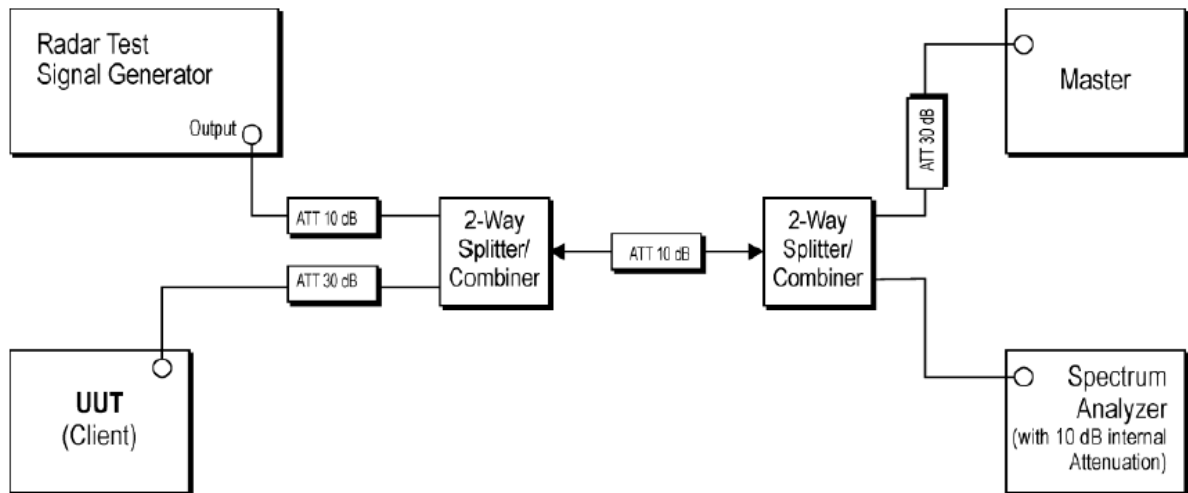 Radar Test
Signal Generator
Output
ATT 10 dB
ATT 30 dB
UUT
(Client)
2-Way
Splitter/
Combiner
ATT 10 dB
2-Way
Splitter/
Combiner
ATT 30 dB
Master
Spectrum
Analyzer
(with 10 dB internal
Attenuation)